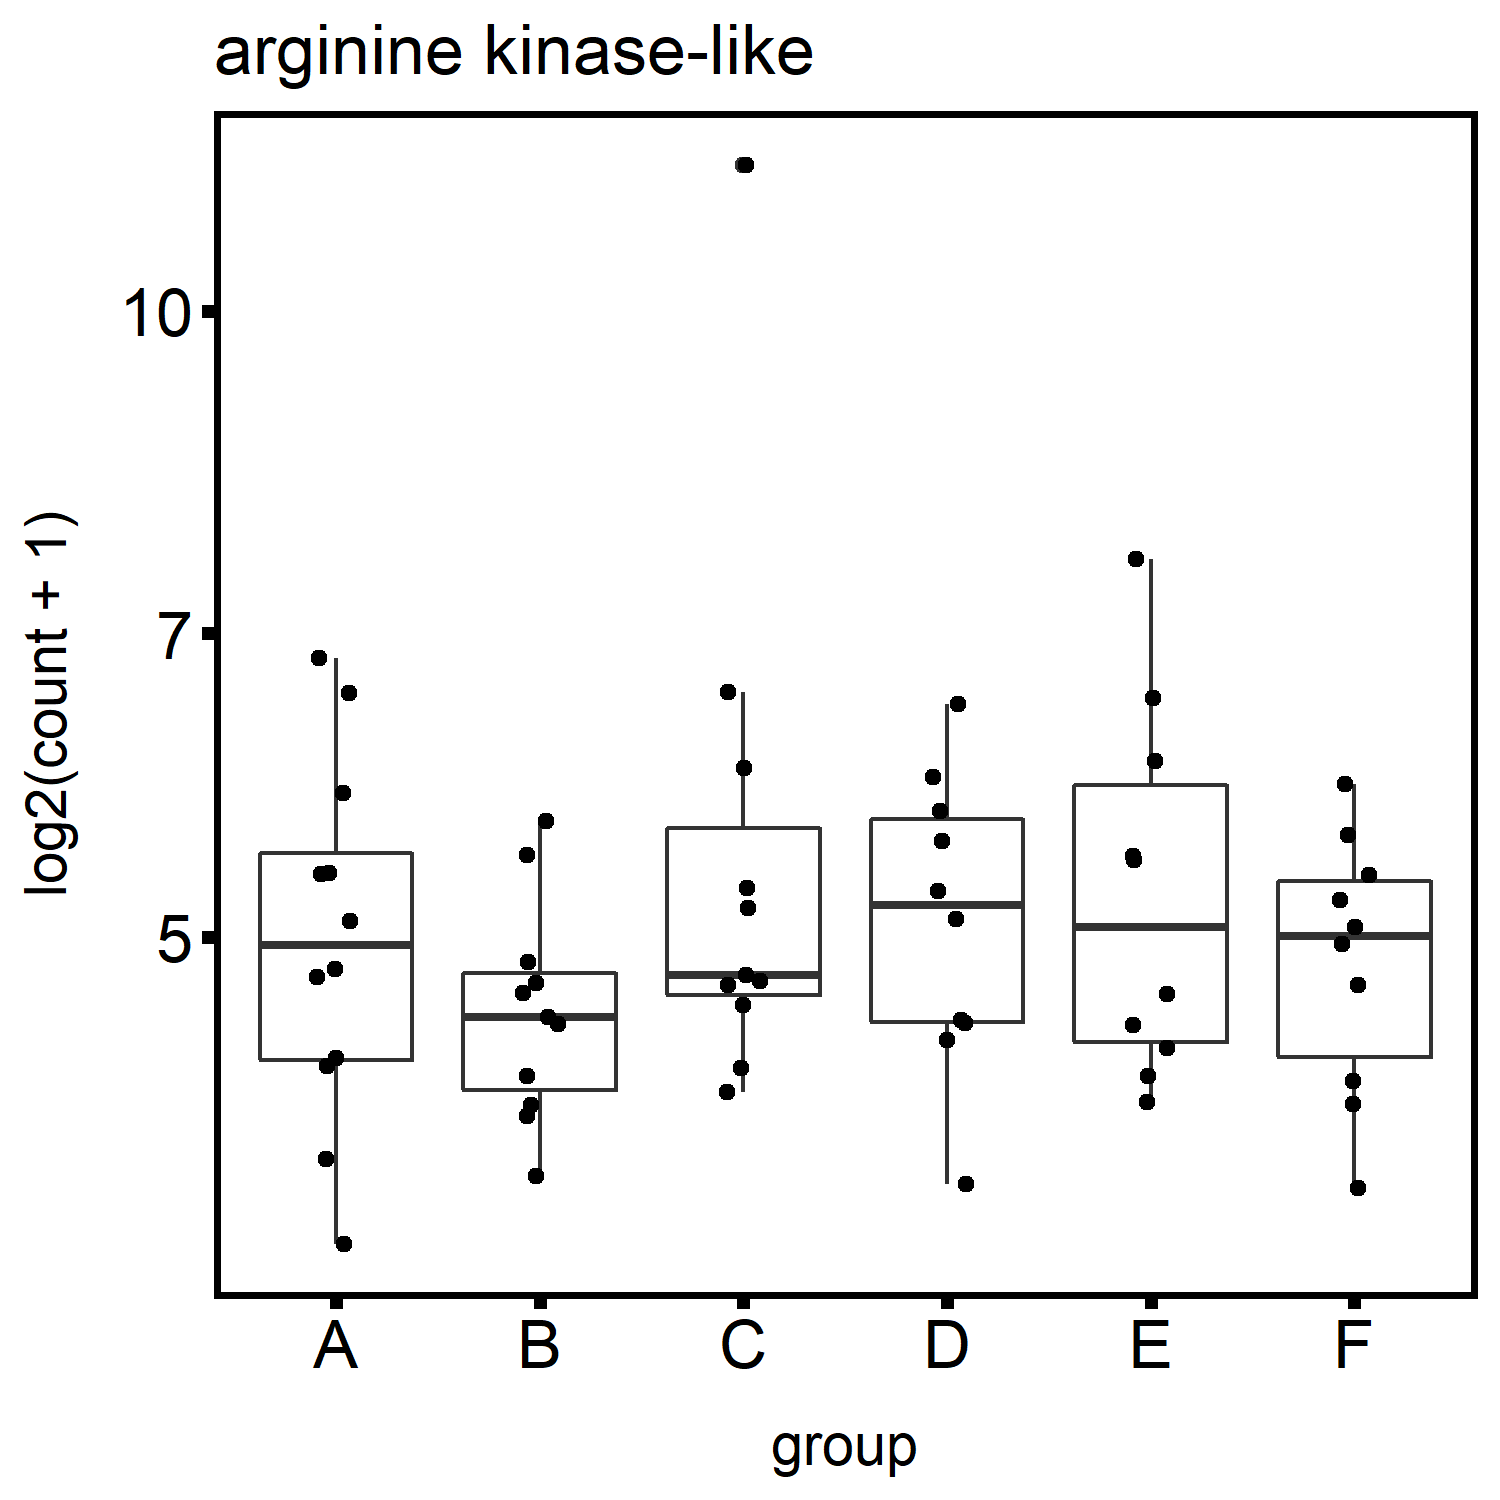 arginine kinase-like
log2(count + 1)
10
7
5
A B C D E F
group